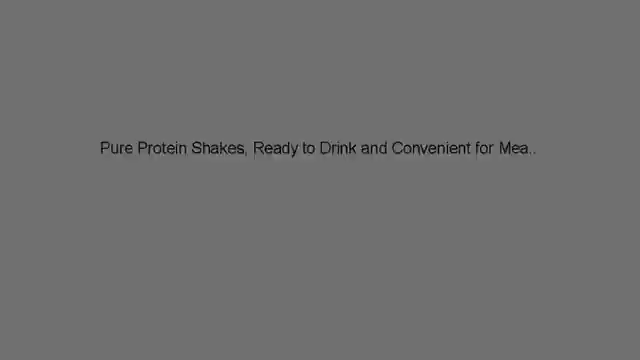 Pure Protein Shakes, Ready to Drink and Convenient for Mea..